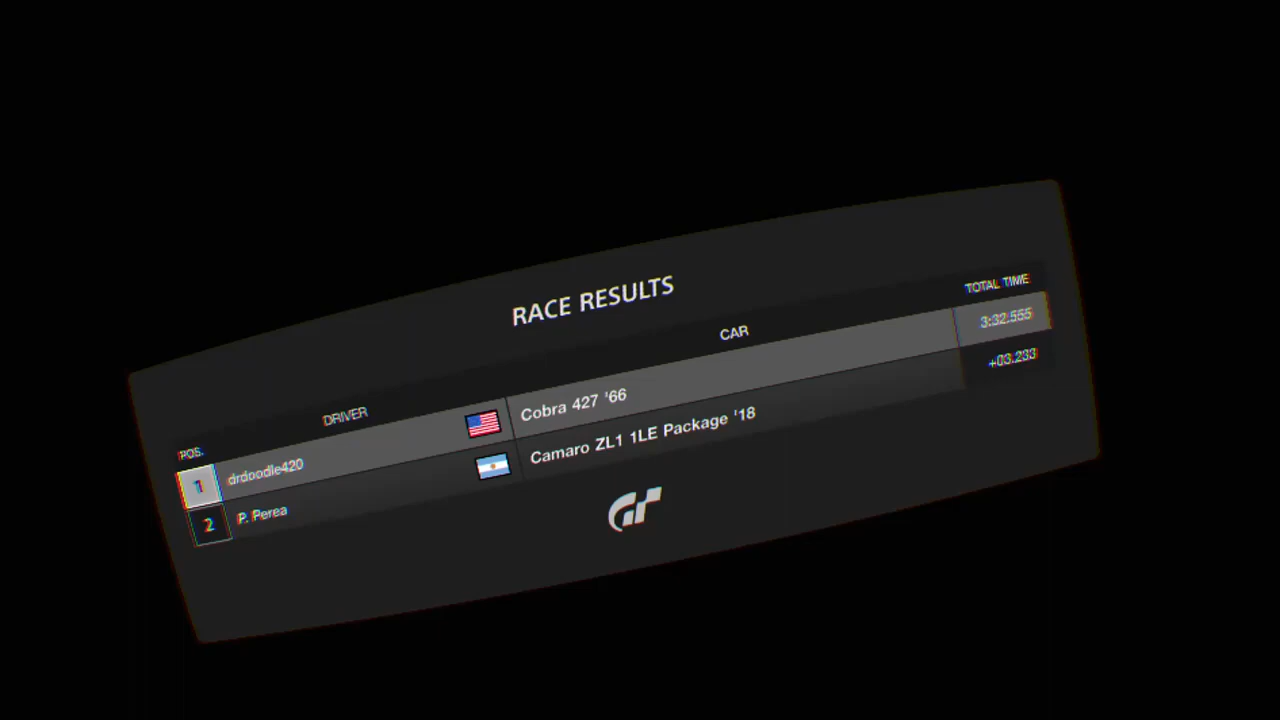 RACE RESULTS
POS. DRIVER CAR TOTAL TIME
1 drdoodle420 Cobra 427 '66 3:32.555
2 P. Perea Camaro ZL1 1LE Package '18 +03.233
GT